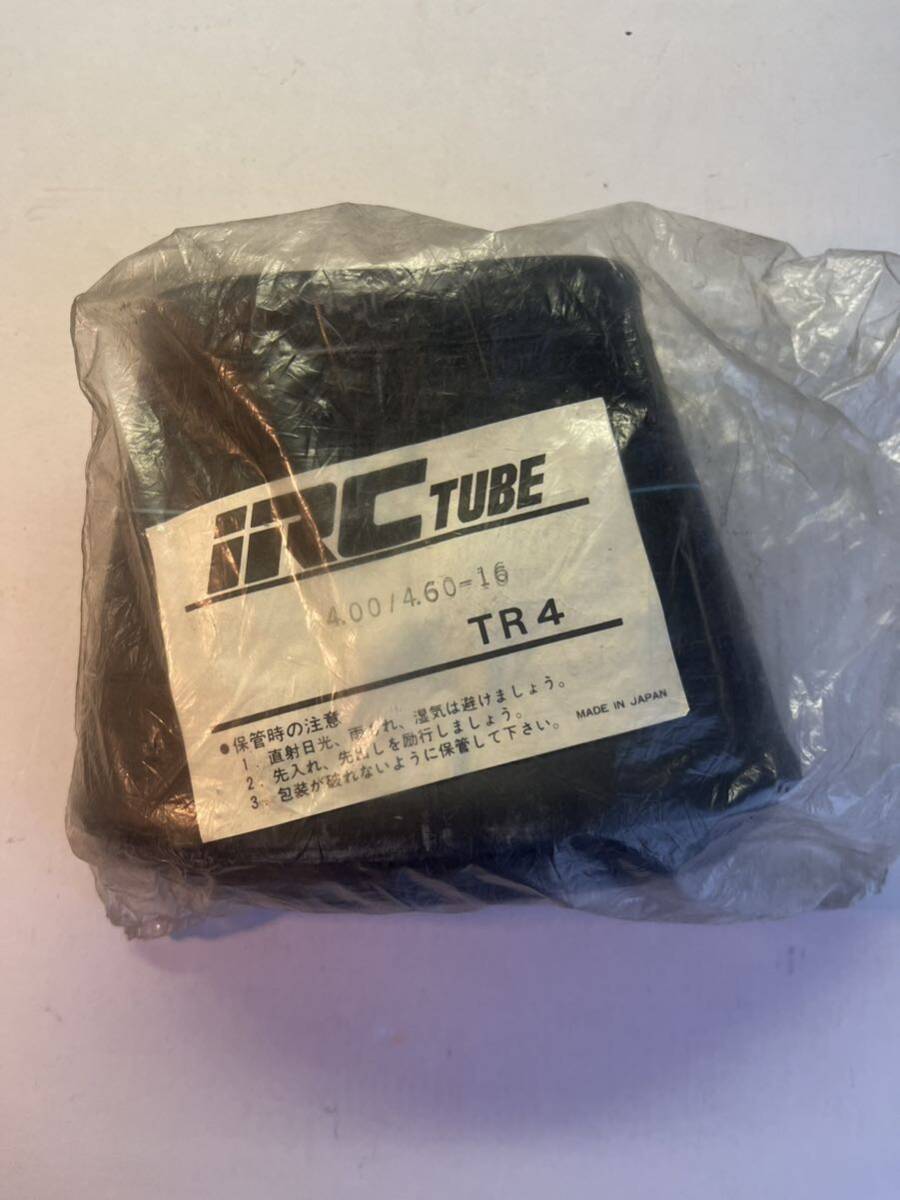 IRC TUBE
4.00/4.60-16
TR4
●保管時の注意
1. 直射日光、雨もれ、湿気は避けましょう。
2. 先入れ、先出しを励行しましょう。
3. 包装が破れないように保管して下さい。
MADE IN JAPAN